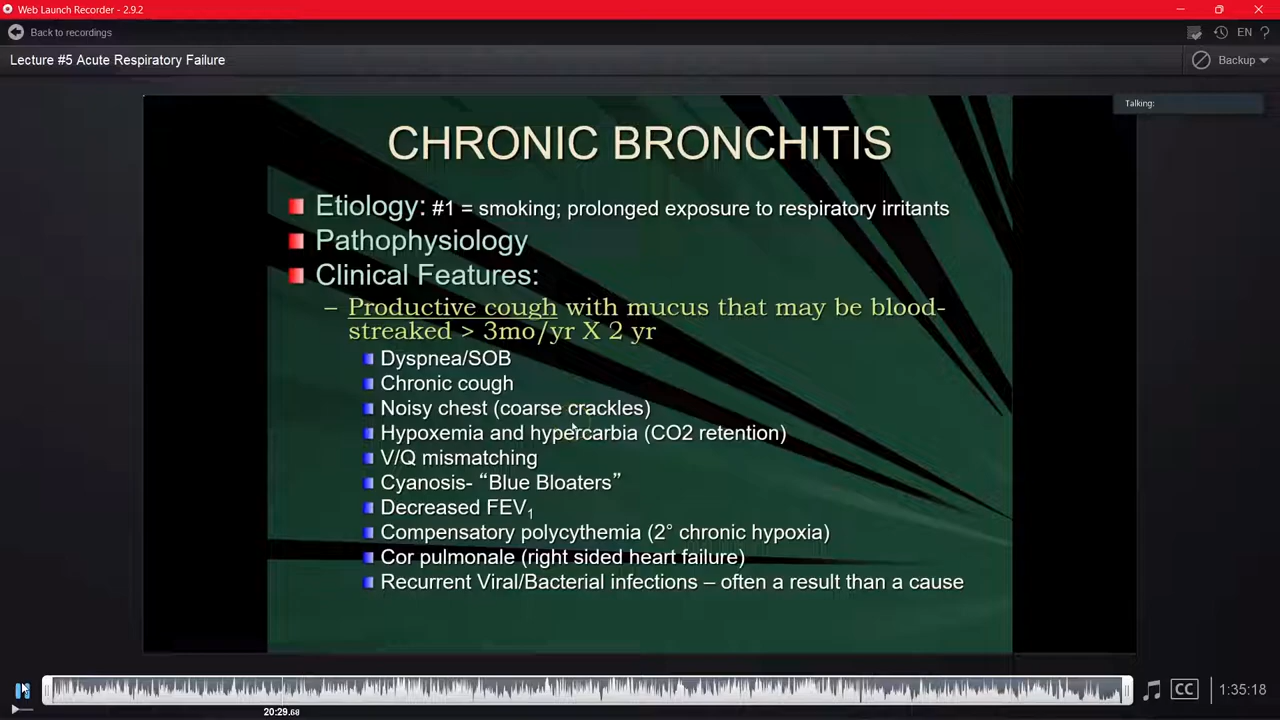 Web Launch Recorder - 2.9.2
Back to recordings
EN ?
Lecture #5 Acute Respiratory Failure
Backup
Talking:
CHRONIC BRONCHITIS
Etiology: #1 = smoking; prolonged exposure to respiratory irritants
Pathophysiology
Clinical Features:
– Productive cough with mucus that may be blood-
streaked > 3mo/yr X 2 yr
Dyspnea/SOB
Chronic cough
Noisy chest (coarse crackles)
Hypoxemia and hypercarbia (CO2 retention)
V/Q mismatching
Cyanosis- “Blue Bloaters”
Decreased FEV₁
Compensatory polycythemia (2° chronic hypoxia)
Cor pulmonale (right sided heart failure)
Recurrent Viral/Bacterial infections – often a result than a cause
CC
1:35:18
20:29.68